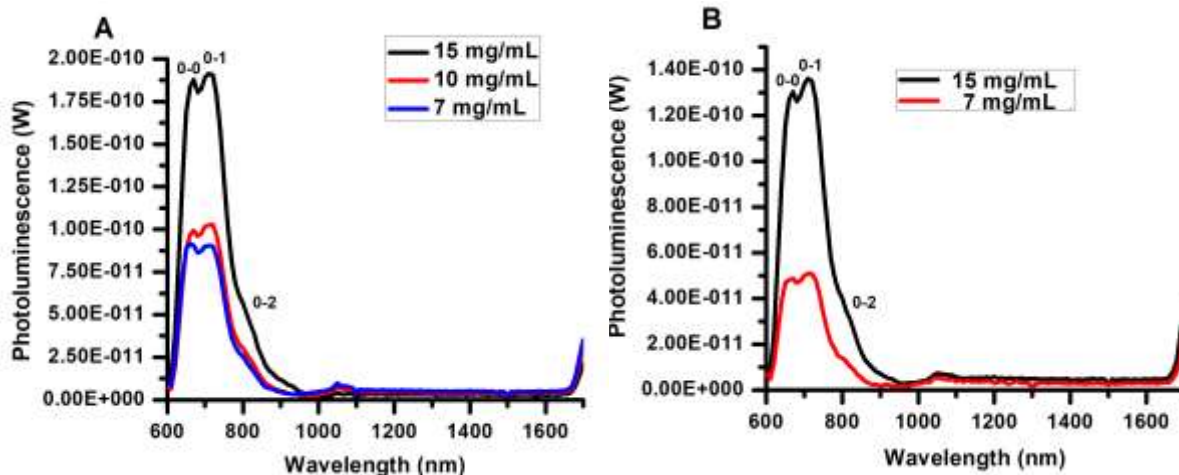 A
2.00E-010
1.75E-010
1.50E-010
1.25E-010
1.00E-010
7.50E-011
5.00E-011
2.50E-011
0.00E+000
Photoluminescence (W)
0-0 0-1
0-2
15 mg/mL
10 mg/mL
7 mg/mL
600 800 1000 1200 1400 1600
Wavelength (nm)
B
1.40E-010
1.20E-010
1.00E-010
8.00E-011
6.00E-011
4.00E-011
2.00E-011
0.00E+000
Photoluminescence (W)
0-0 0-1
0-2
15 mg/mL
7 mg/mL
600 800 1000 1200 1400 1600
Wavelength (nm)